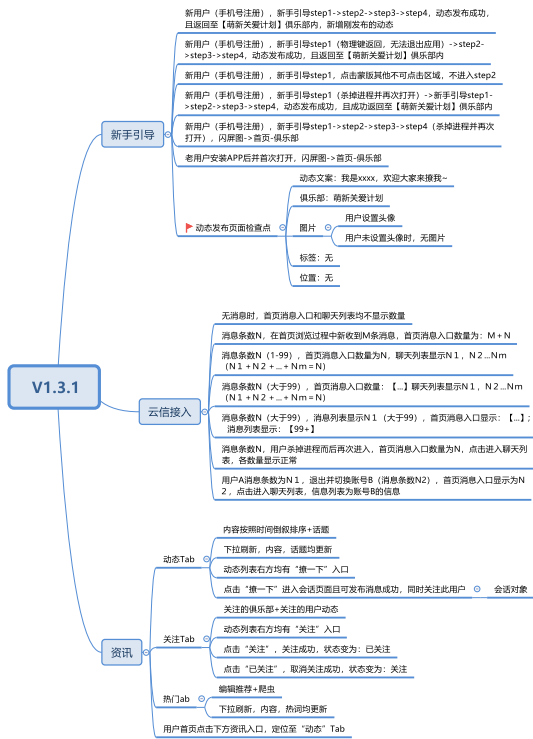 新用户（手机号注册），新手引导step1->step2->step3->step4，动态发布成功，
且返回至【萌新关爱计划】俱乐部内，新增刚发布的动态
新用户（手机号注册），新手引导step1（物理键返回，无法退出应用）->step2-
>step3->step4，动态发布成功，且返回至【萌新关爱计划】俱乐部内
新用户（手机号注册），新手引导step1，点击蒙版其他不可点击区域，不进入step2
新用户（手机号注册），新手引导step1（杀掉进程并再次打开）->新手引导step1-
>step2->step3->step4，动态发布成功，且成功返回至【萌新关爱计划】俱乐部内
新手引导
新用户（手机号注册），新手引导step1->step2->step3->step4（杀掉进程并再次
打开），闪屏图->首页-俱乐部
老用户安装APP后并首次打开，闪屏图->首页-俱乐部
动态发布页面检查点
动态文案：我是xxxx，欢迎大家来撩我~
俱乐部：萌新关爱计划
图片
用户设置头像
用户未设置头像时，无图片
标签：无
位置：无
V1.3.1
云信接入
无消息时，首页消息入口和聊天列表均不显示数量
消息条数N，在首页浏览过程中新收到M条消息，首页消息入口数量为：M＋N
消息条数N（1-99），首页消息入口数量为N，聊天列表显示N１，N２...Nm
（N１＋N２＋...＋Nm＝N）
消息条数N（大于99），首页消息入口数量：【...】聊天列表显示N１，N２...Nm
（N１＋N２＋...＋Nm＝N）
消息条数N（大于99），消息列表显示N１（大于99），首页消息入口显示：【...】；
消息列表显示：【99+】
消息条数N，用户杀掉进程而后再次进入，首页消息入口数量为N，点击进入聊天列
表，各数量显示正常
用户A消息条数为N１，退出并切换账号B（消息条数N2），首页消息入口显示为N
２，点击进入聊天列表，信息列表为账号B的信息
资讯
动态Tab
内容按照时间倒叙排序+话题
下拉刷新，内容，话题均更新
动态列表右方均有“撩一下”入口
点击“撩一下”进入会话页面且可发布消息成功，同时关注此用户
会话对象
关注Tab
关注的俱乐部+关注的用户动态
动态列表右方均有“关注”入口
点击“关注”，关注成功，状态变为：已关注
点击“已关注”，取消关注成功，状态变为：关注
热门ab
编辑推荐+爬虫
下拉刷新，内容，热词均更新
用户首页点击下方资讯入口，定位至“动态”Tab